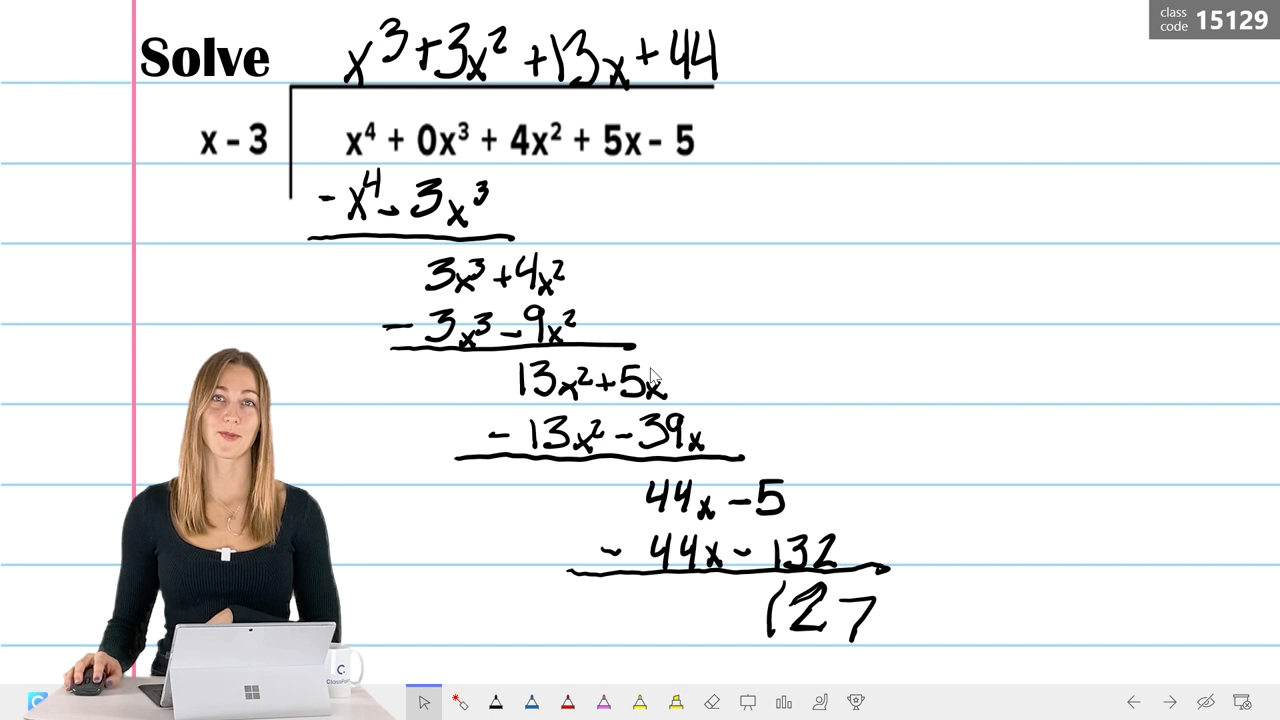 class code 15129
Solve
x³+3x²+13x+44
x - 3
x⁴ + 0x³ + 4x² + 5x - 5
- x⁴ - 3x³
3x³+4x²
- 3x³ - 9x²
13x²+5x
- 13x² - 39x
44x - 5
- 44x - 132
127
C